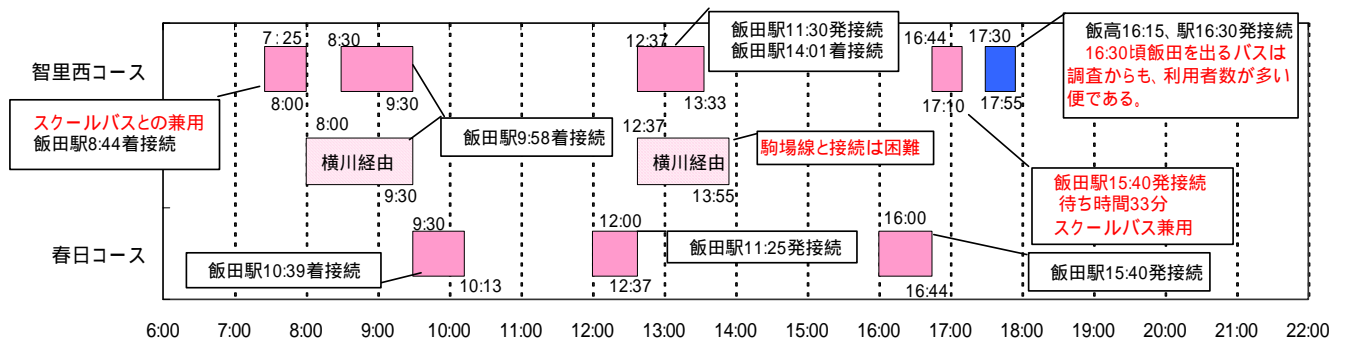 飯田駅11:30発接続
飯田駅14:01着接続
飯高16:15、駅16:30発接続
16:30頃飯田を出るバスは
調査からも、利用者数が多い
便である。
智里西コース
7:25
8:00
8:30
9:30
12:37
13:33
16:44
17:10
17:30
17:55
スクールバスとの兼用
飯田駅8:44着接続
飯田駅9:58着接続
8:00
横川経由
9:30
12:37
横川経由
13:55
駒場線と接続は困難
飯田駅15:40発接続
待ち時間33分
スクールバス兼用
春日コース
9:30
10:13
12:00
12:37
16:00
16:44
飯田駅10:39着接続
飯田駅11:25発接続
飯田駅15:40発接続
6:00 7:00 8:00 9:00 10:00 11:00 12:00 13:00 14:00 15:00 16:00 17:00 18:00 19:00 20:00 21:00 22:00